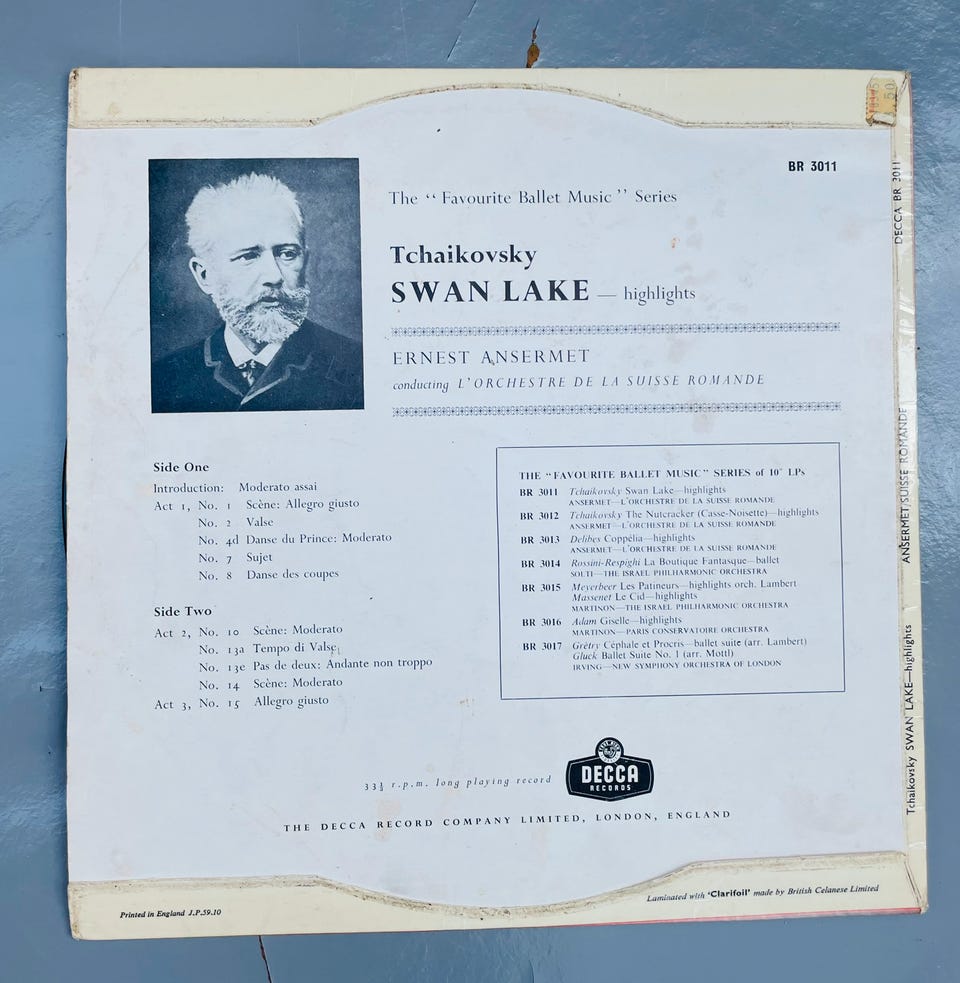 BR 3011
The “Favourite Ballet Music” Series
Tchaikovsky
SWAN LAKE — highlights
ERNEST ANSERMET
conducting L’ORCHESTRE DE LA SUISSE ROMANDE
Side One
Introduction: Moderato assai
Act 1, No. 1 Scène: Allegro giusto
No. 2 Valse
No. 4d Danse du Prince: Moderato
No. 7 Sujet
No. 8 Danse des coupes
Side Two
Act 2, No. 10 Scène: Moderato
No. 13a Tempo di Valse
No. 13e Pas de deux: Andante non troppo
No. 14 Scène: Moderato
Act 3, No. 15 Allegro giusto
THE “FAVOURITE BALLET MUSIC” SERIES of 10" LPs
BR 3011 Tchaikovsky Swan Lake—highlights
ANSERMET—L’ORCHESTRE DE LA SUISSE ROMANDE
BR 3012 Tchaikovsky The Nutcracker (Casse-Noisette)—highlights
ANSERMET—L’ORCHESTRE DE LA SUISSE ROMANDE
BR 3013 Delibes Coppélia—highlights
ANSERMET—L’ORCHESTRE DE LA SUISSE ROMANDE
BR 3014 Rossini-Respighi La Boutique Fantasque—ballet
SOLTI—THE ISRAEL PHILHARMONIC ORCHESTRA
BR 3015 Meyerbeer Les Patineurs—highlights orch. Lambert
Massenet Le Cid—highlights
MARTINON—THE ISRAEL PHILHARMONIC ORCHESTRA
BR 3016 Adam Giselle—highlights
MARTINON—PARIS CONSERVATOIRE ORCHESTRA
BR 3017 Grétry Céphale et Procris—ballet suite (arr. Lambert)
Gluck Ballet Suite No. 1 (arr. Mottl)
IRVING—NEW SYMPHONY ORCHESTRA OF LONDON
33⅓ r.p.m. long playing record
DECCA
RECORDS
THE DECCA RECORD COMPANY LIMITED, LONDON, ENGLAND
Printed in England J.P.59.10
Laminated with ‘Clarifoil’ made by British Celanese Limited
Tchaikovsky SWAN LAKE—highlights
ANSERMET/SUISSE ROMANDE
DECCA BR 3011